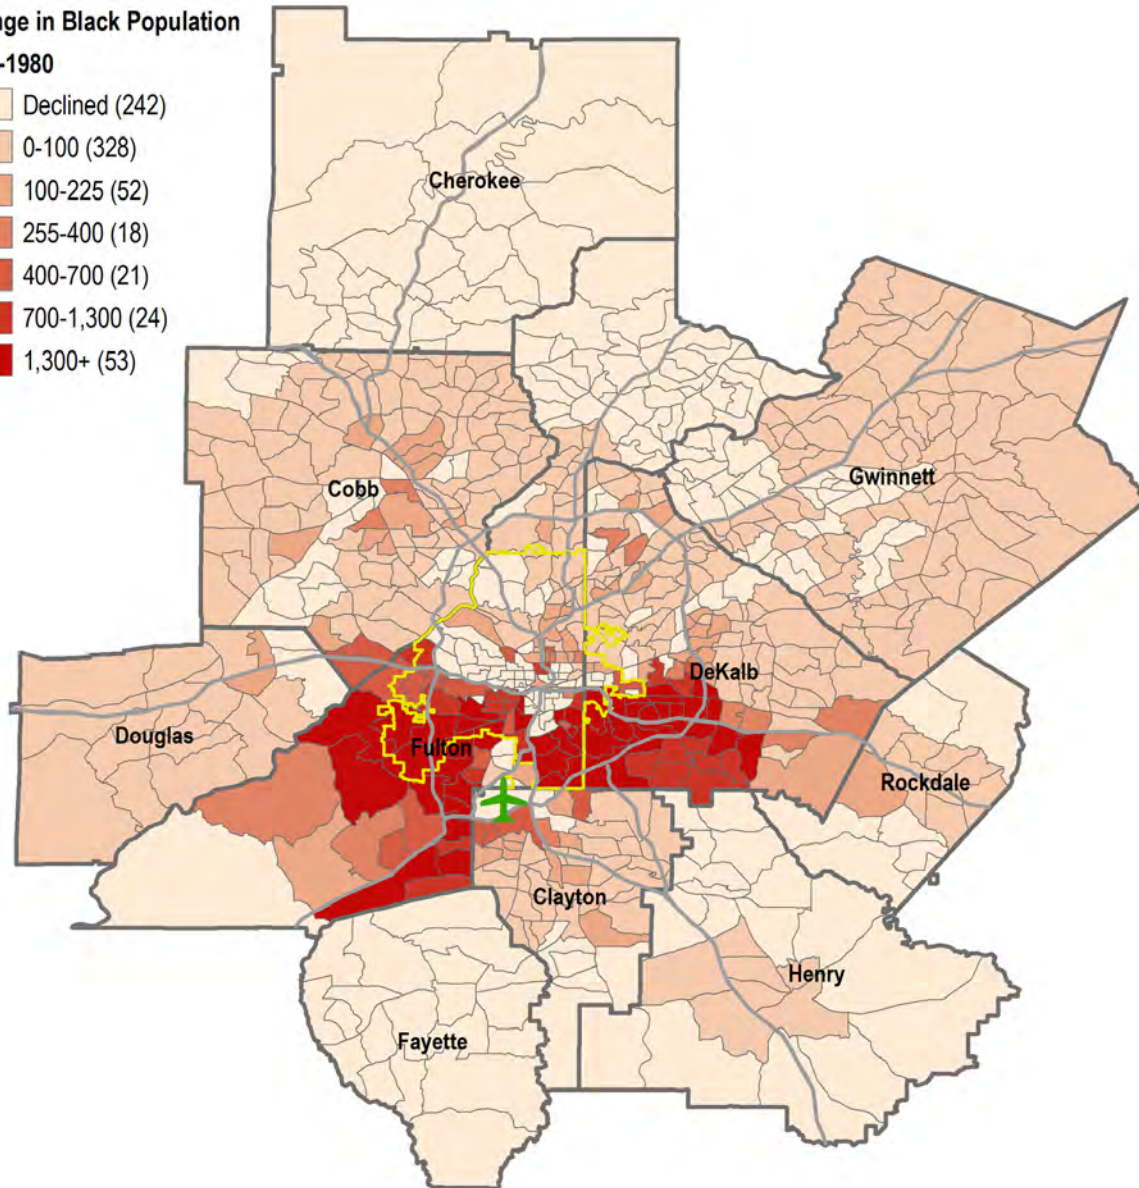 nge in Black Population
-1980
Declined (242)
0-100 (328)
100-225 (52)
255-400 (18)
400-700 (21)
700-1,300 (24)
1,300+ (53)
Cherokee
Cobb
Gwinnett
DeKalb
Douglas
Fulton
Rockdale
Clayton
Henry
Fayette